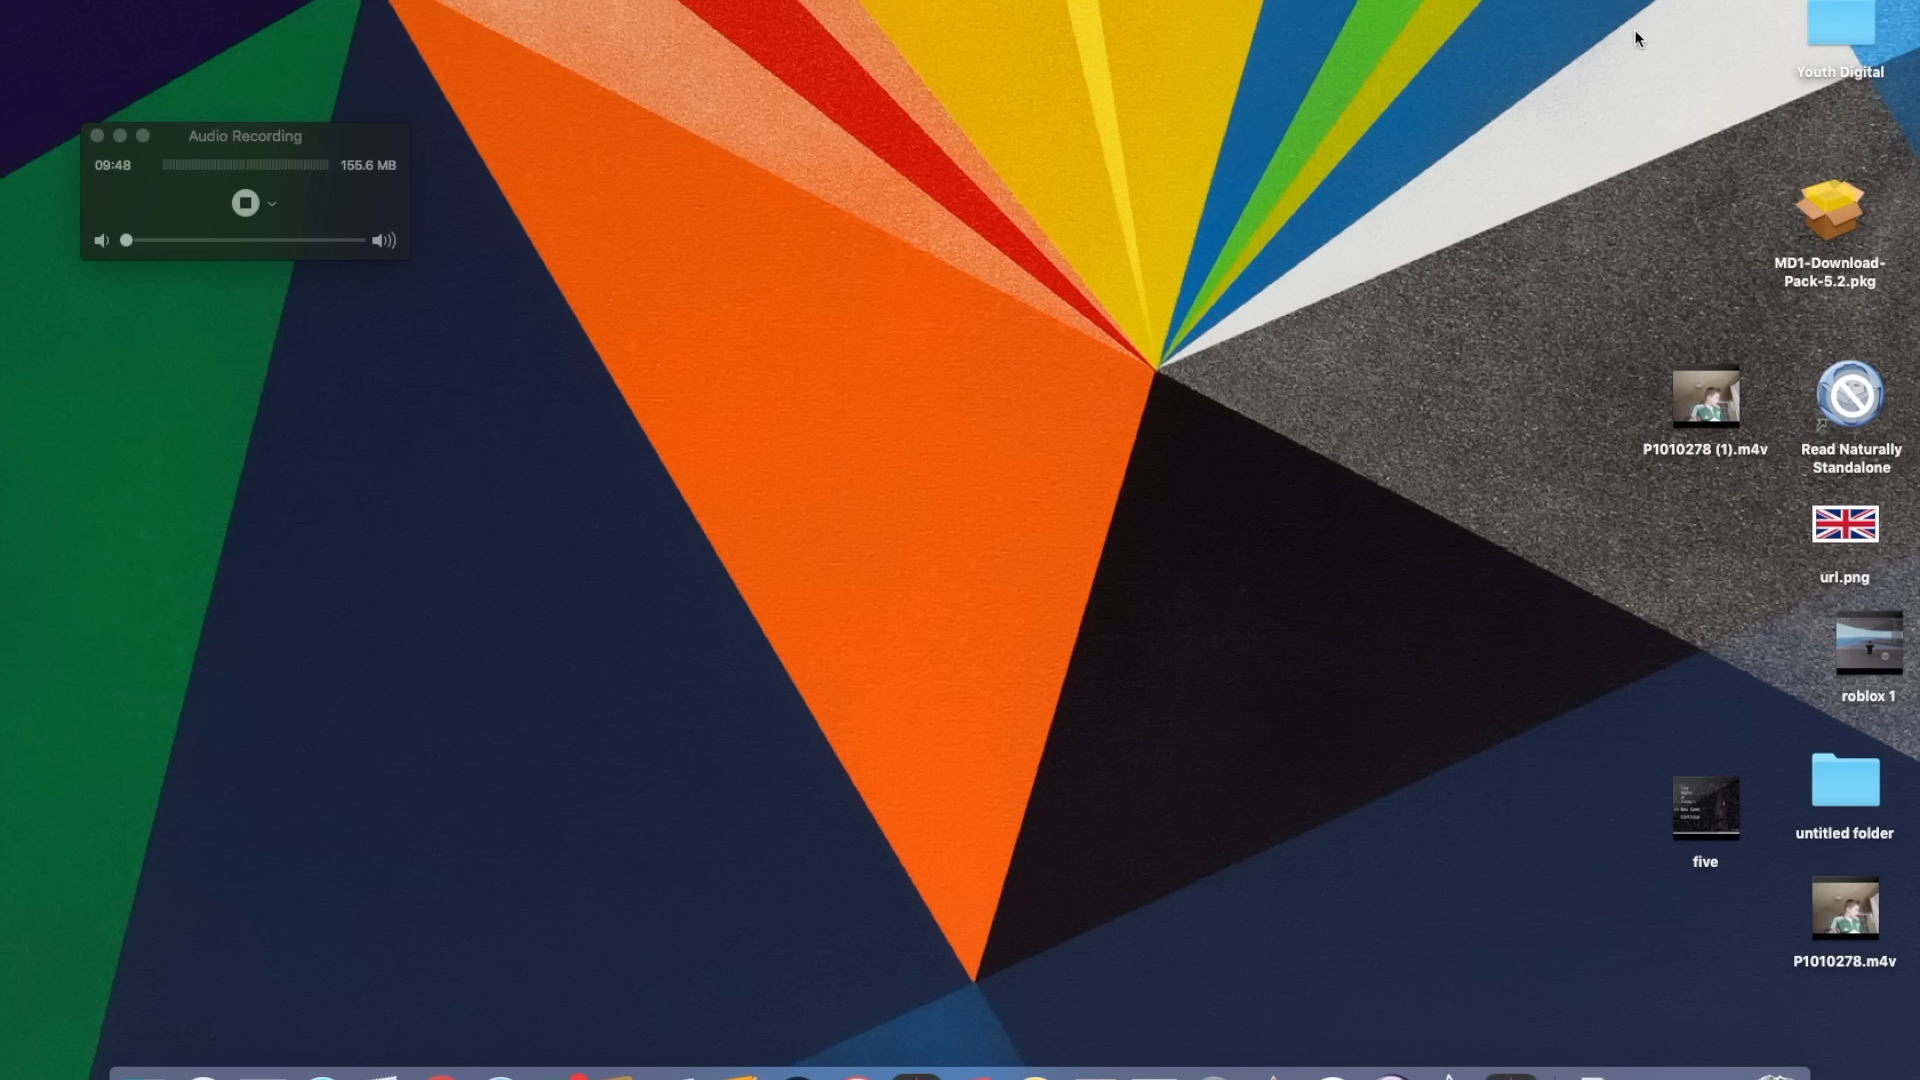 Youth Digital
Audio Recording
09:48
155.6 MB
MD1-Download-
Pack-5.2.pkg
P1010278 (1).m4v
Read Naturally
Standalone
url.png
roblox 1
untitled folder
five
P1010278.m4v